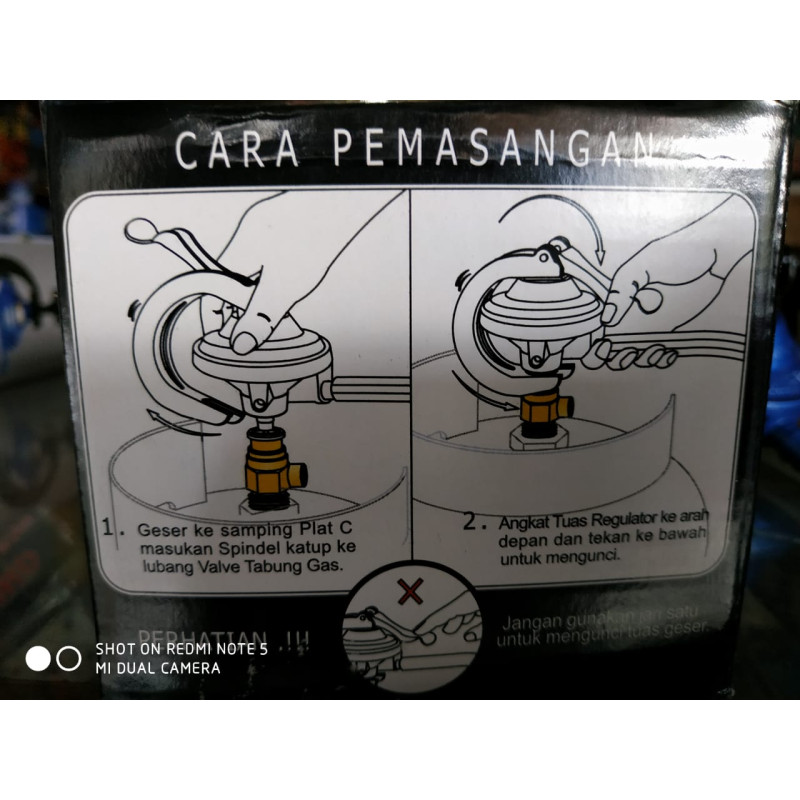 CARA PEMASANGAN
1. Geser ke samping Plat C
masukan Spindel katup ke
lubang Valve Tabung Gas.
2. Angkat Tuas Regulator ke arah
depan dan tekan ke bawah
untuk mengunci.
PERHATIAN !!!
Jangan gunakan jari satu
untuk mengunci tuas geser.
SHOT ON REDMI NOTE 5
MI DUAL CAMERA